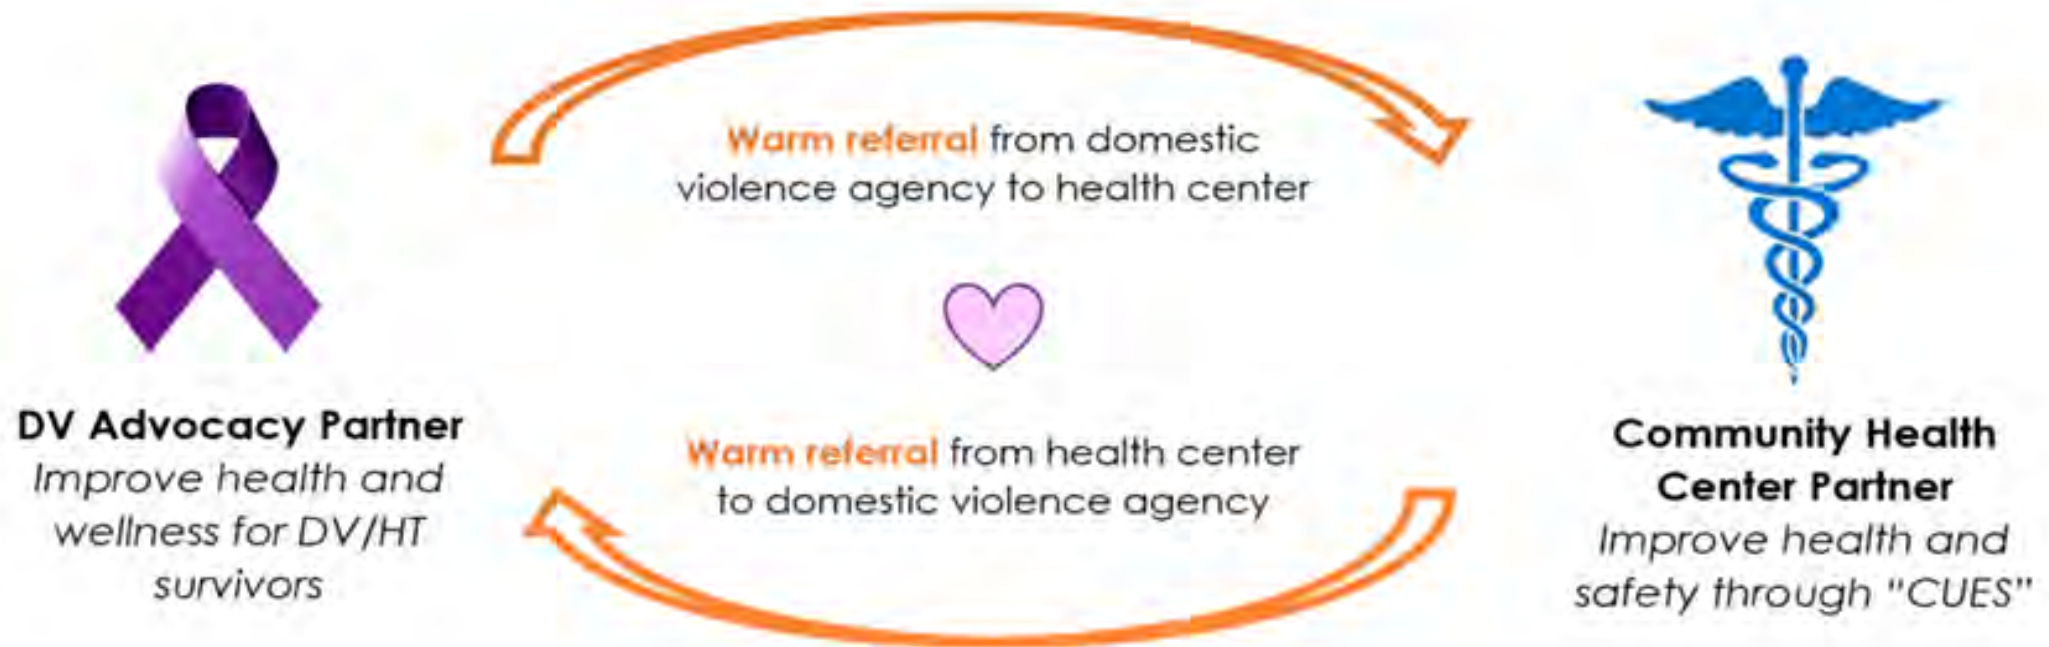 Warm referral from domestic
violence agency to health center
DV Advocacy Partner
Improve health and
wellness for DV/HT
survivors
Warm referral from health center
to domestic violence agency
Community Health
Center Partner
Improve health and
safety through “CUES”